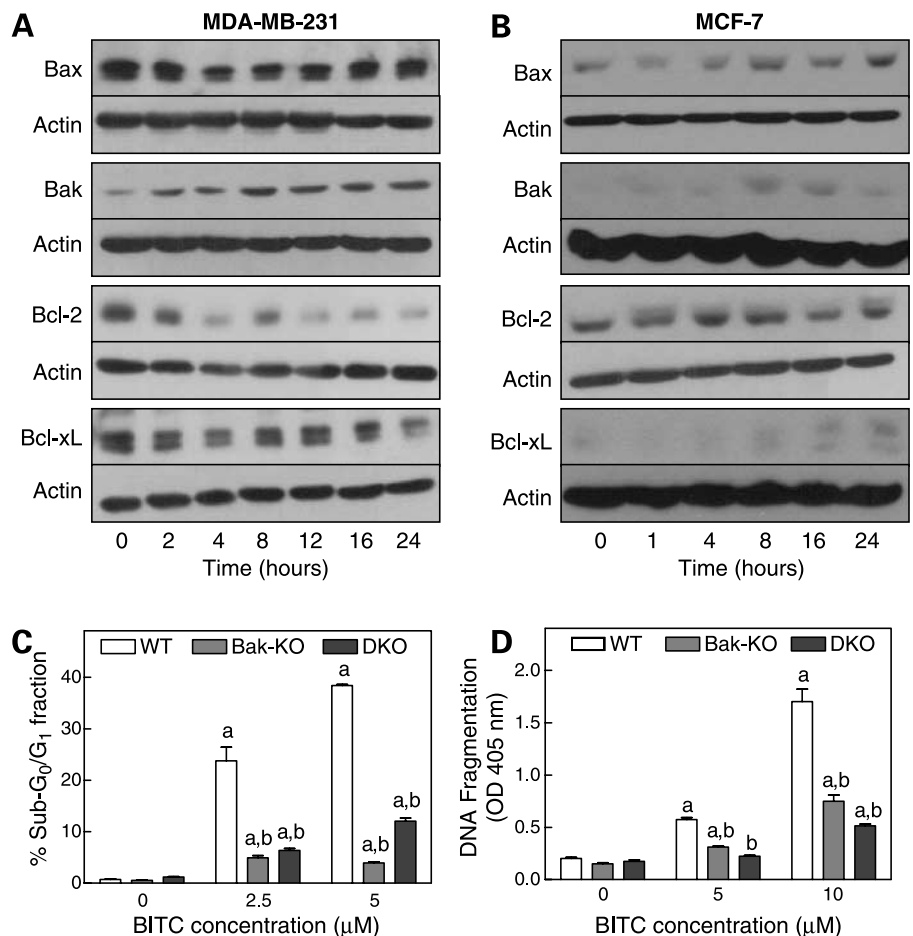 A MDA-MB-231
Bax
Actin
Bak
Actin
Bcl-2
Actin
Bcl-xL
Actin
0 2 4 8 12 16 24
Time (hours)
B MCF-7
Bax
Actin
Bak
Actin
Bcl-2
Actin
Bcl-xL
Actin
0 1 4 8 16 24
Time (hours)
C
WT Bak-KO DKO
% Sub-G₀/G₁ fraction
40
30
20
10
0
a a,b a,b
a a,b a,b
0 2.5 5
BITC concentration (μM)
D
WT Bak-KO DKO
DNA Fragmentation
(OD 405 nm)
2.0
1.5
1.0
0.5
0.0
a a,b b
a a,b a,b
0 5 10
BITC concentration (μM)